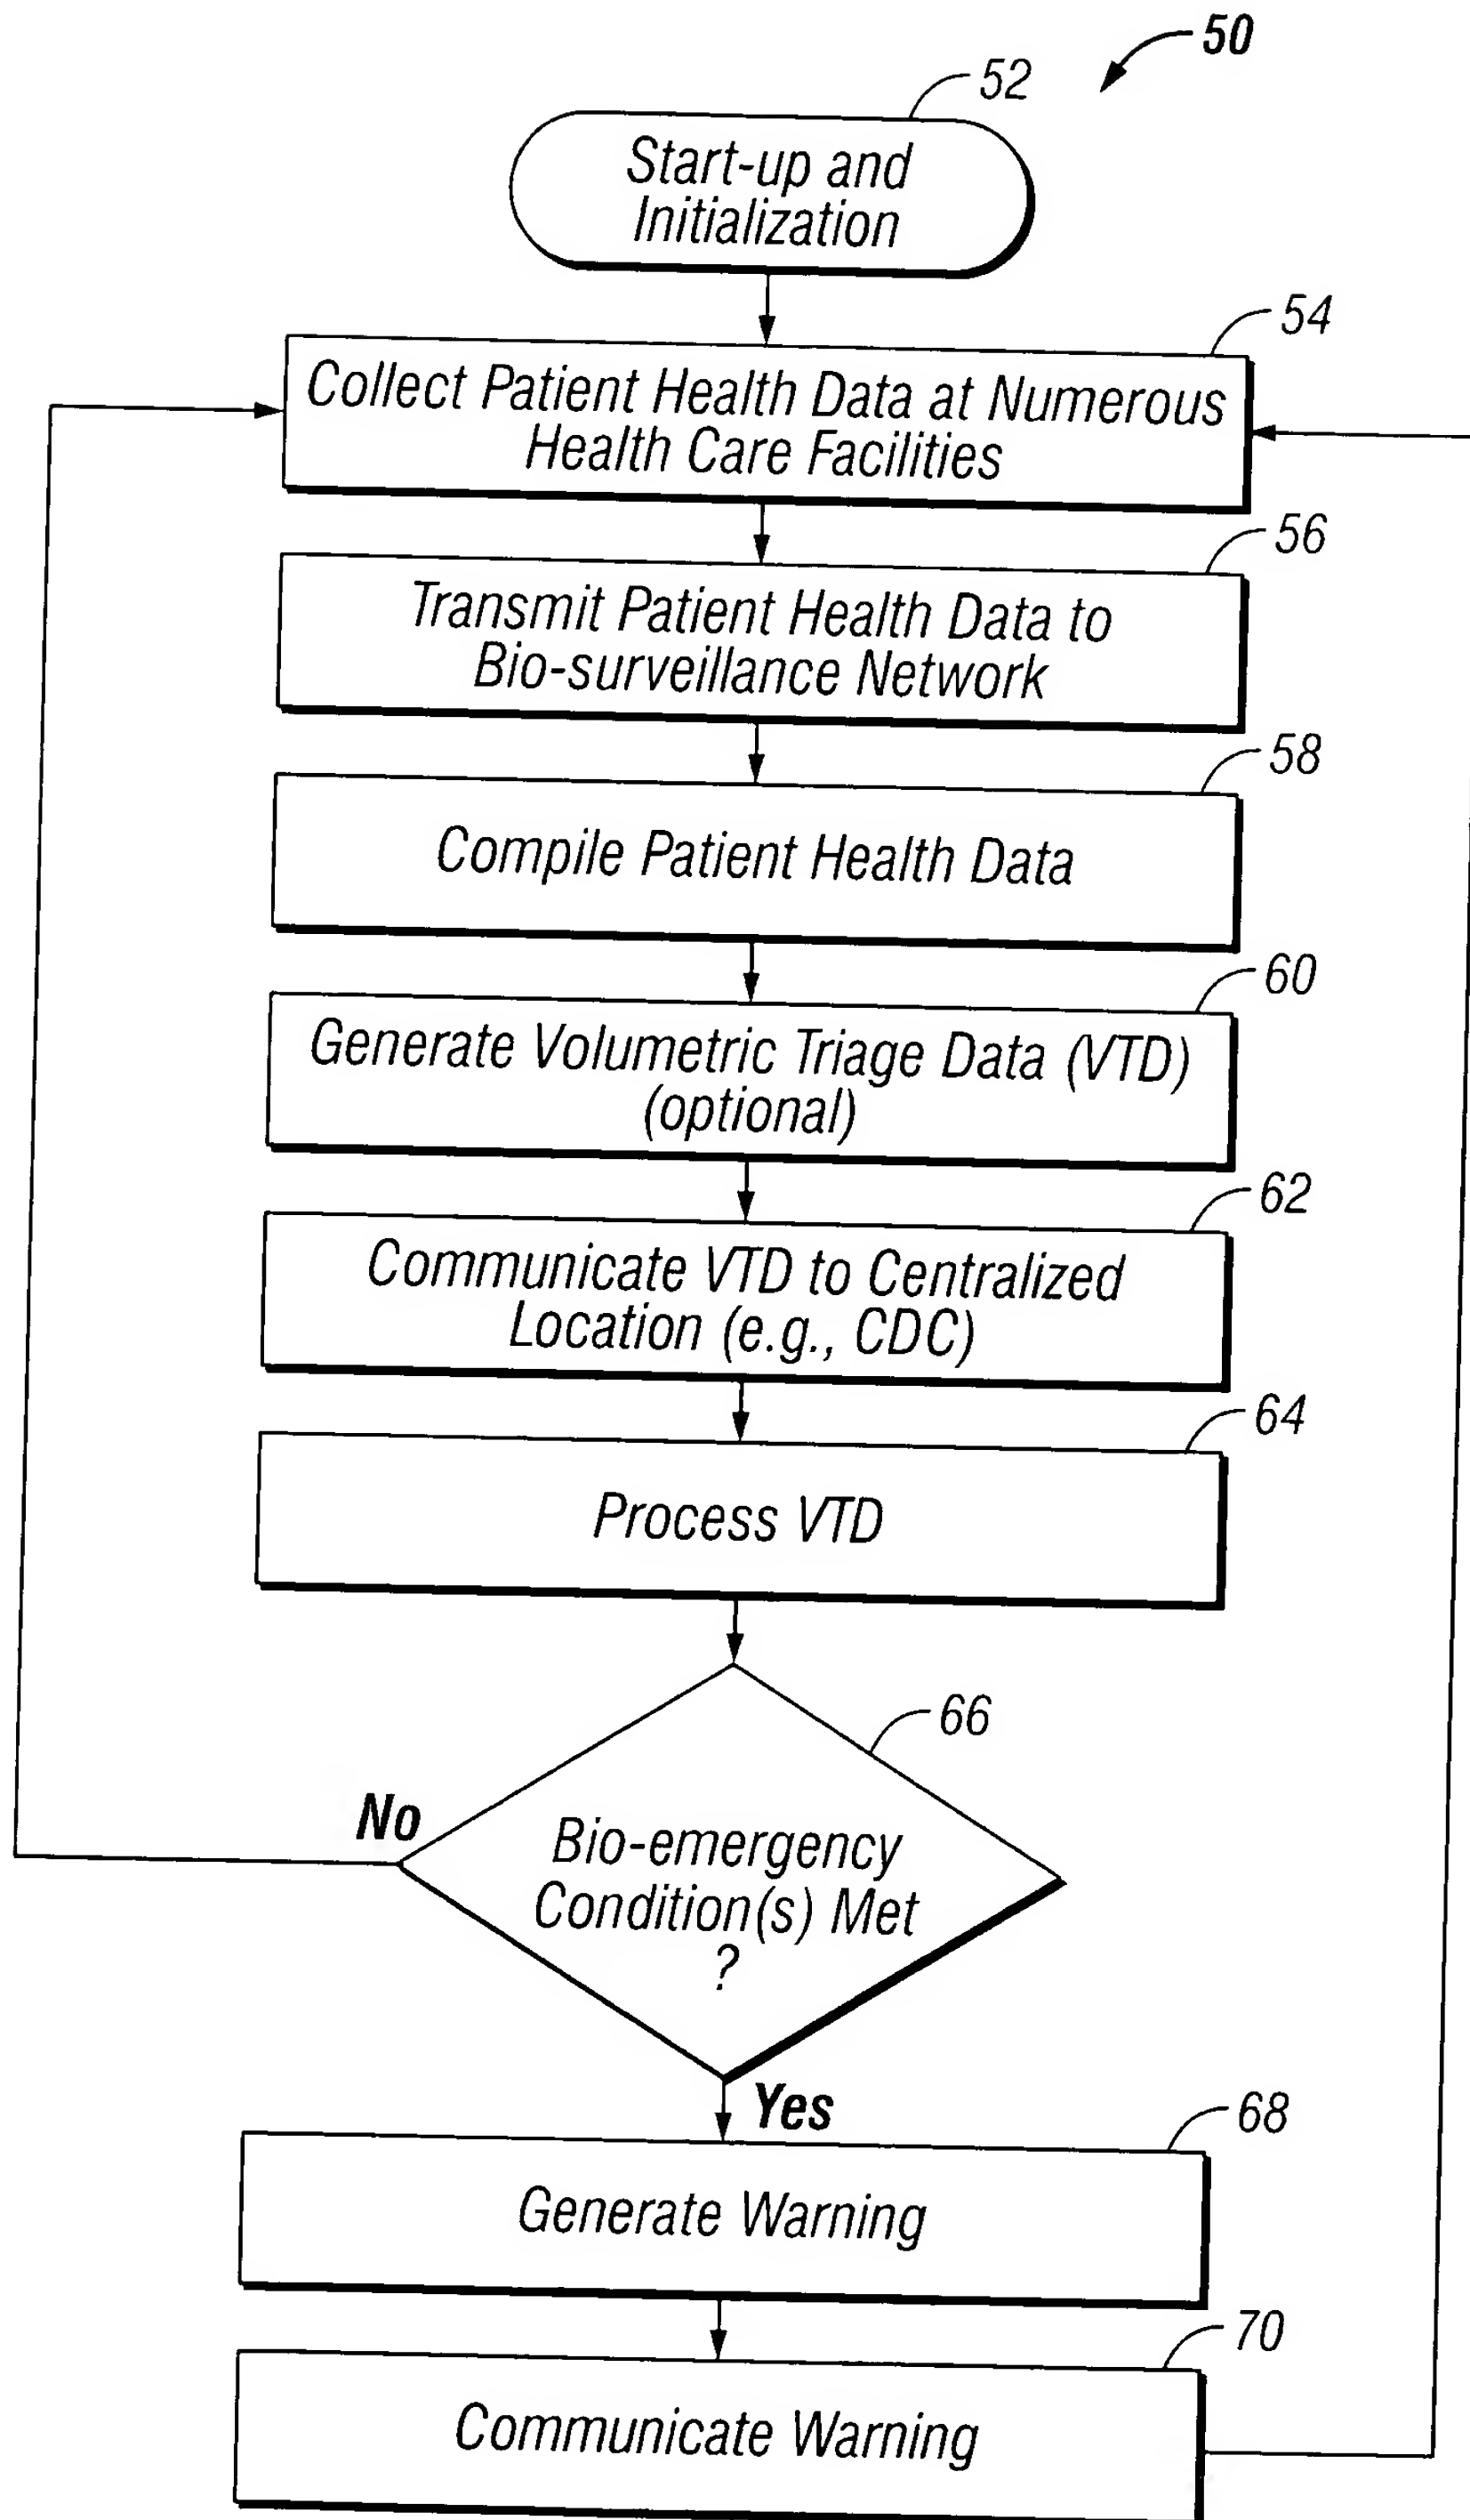 50
52
Start-up and
Initialization
54
Collect Patient Health Data at Numerous
Health Care Facilities
56
Transmit Patient Health Data to
Bio-surveillance Network
58
Compile Patient Health Data
60
Generate Volumetric Triage Data (VTD)
(optional)
62
Communicate VTD to Centralized
Location (e.g., CDC)
64
Process VTD
66
No
Bio-emergency
Condition(s) Met
?
Yes
68
Generate Warning
70
Communicate Warning